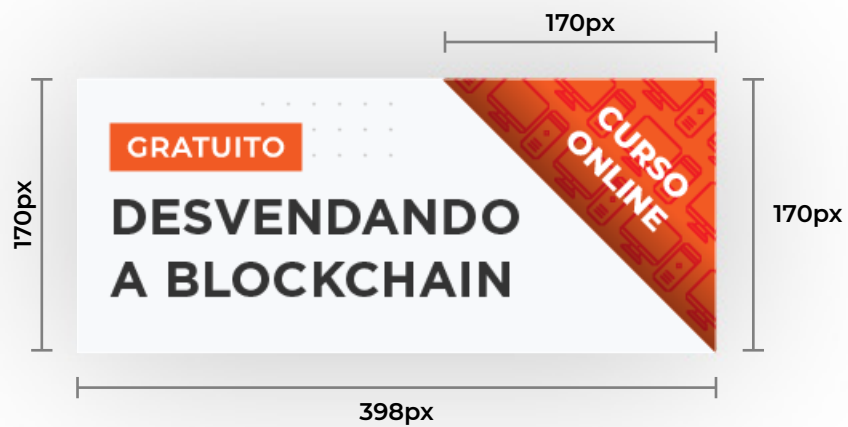 170px
CURSO
ONLINE
GRATUITO
DESVENDANDO
A BLOCKCHAIN
170px
170px
398px